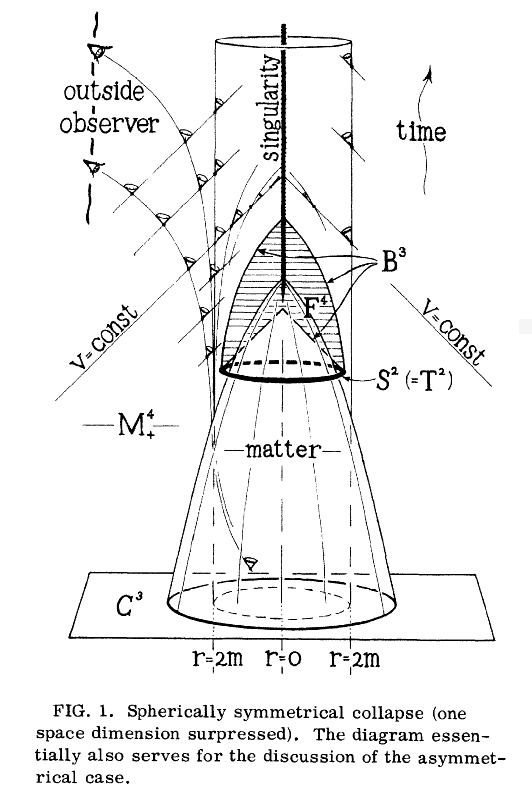 outside
observer
singularity
time
B³
F⁴
v=const
v=const
S² (=T²)
M⁴₊
matter
C³
r=2m r=0 r=2m
FIG. 1. Spherically symmetrical collapse (one
space dimension surpressed). The diagram essen-
tially also serves for the discussion of the asymmet-
rical case.